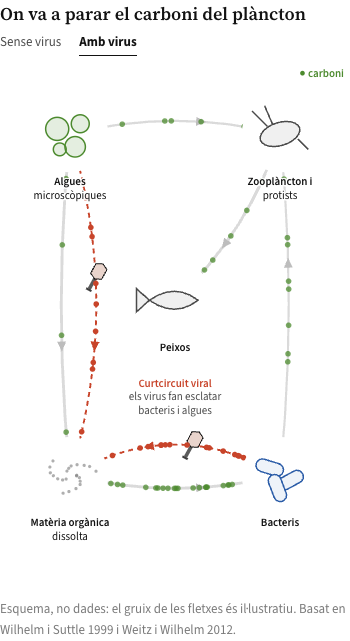 On va a parar el carboni del plàncton
Sense virus Amb virus
carboni
Algues
microscòpiques
Zooplàncton i
protists
Peixos
Curtcircuit viral
els virus fan esclatar
bacteris i algues
Matèria orgànica
dissolta
Bacteris
Esquema, no dades: el gruix de les fletxes és il·lustratiu. Basat en
Wilhelm i Suttle 1999 i Weitz i Wilhelm 2012.